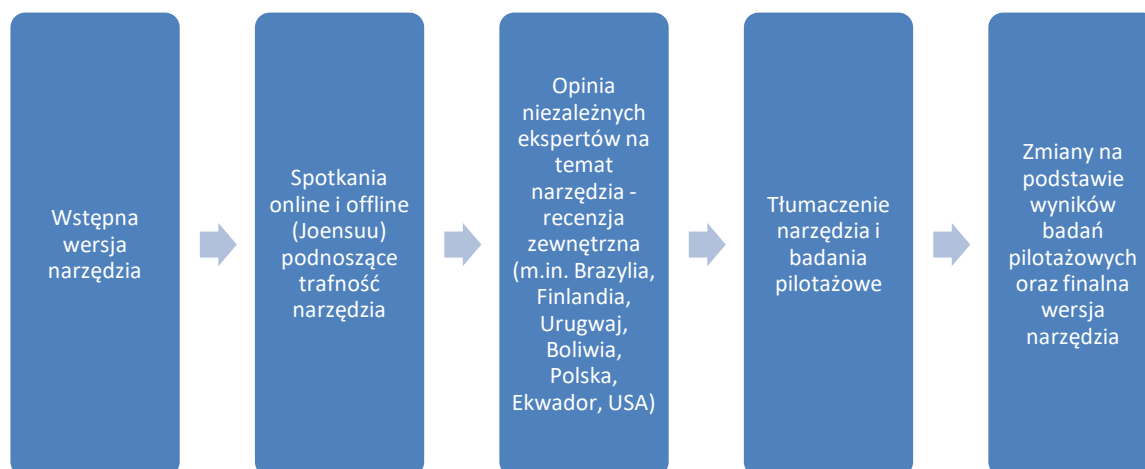 Wstępna
wersja
narzędzia
Spotkania
online i offline
(Joensuu)
podnoszące
trafność
narzędzia
Opinia
niezależnych
ekspertów na
temat
narzędzia -
recenzja
zewnętrzna
(m.in. Brazylia,
Finlandia,
Urugwaj,
Boliwia,
Polska,
Ekwador, USA)
Tłumaczenie
narzędzia i
badania
pilotażowe
Zmiany na
podstawie
wyników
badań
pilotażowych
oraz finalna
wersja
narzędzia